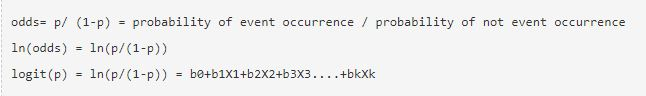 odds= p/ (1-p) = probability of event occurrence / probability of not event occurrence
ln(odds) = ln(p/(1-p))
logit(p) = ln(p/(1-p)) = b0+b1X1+b2X2+b3X3....+bkXk